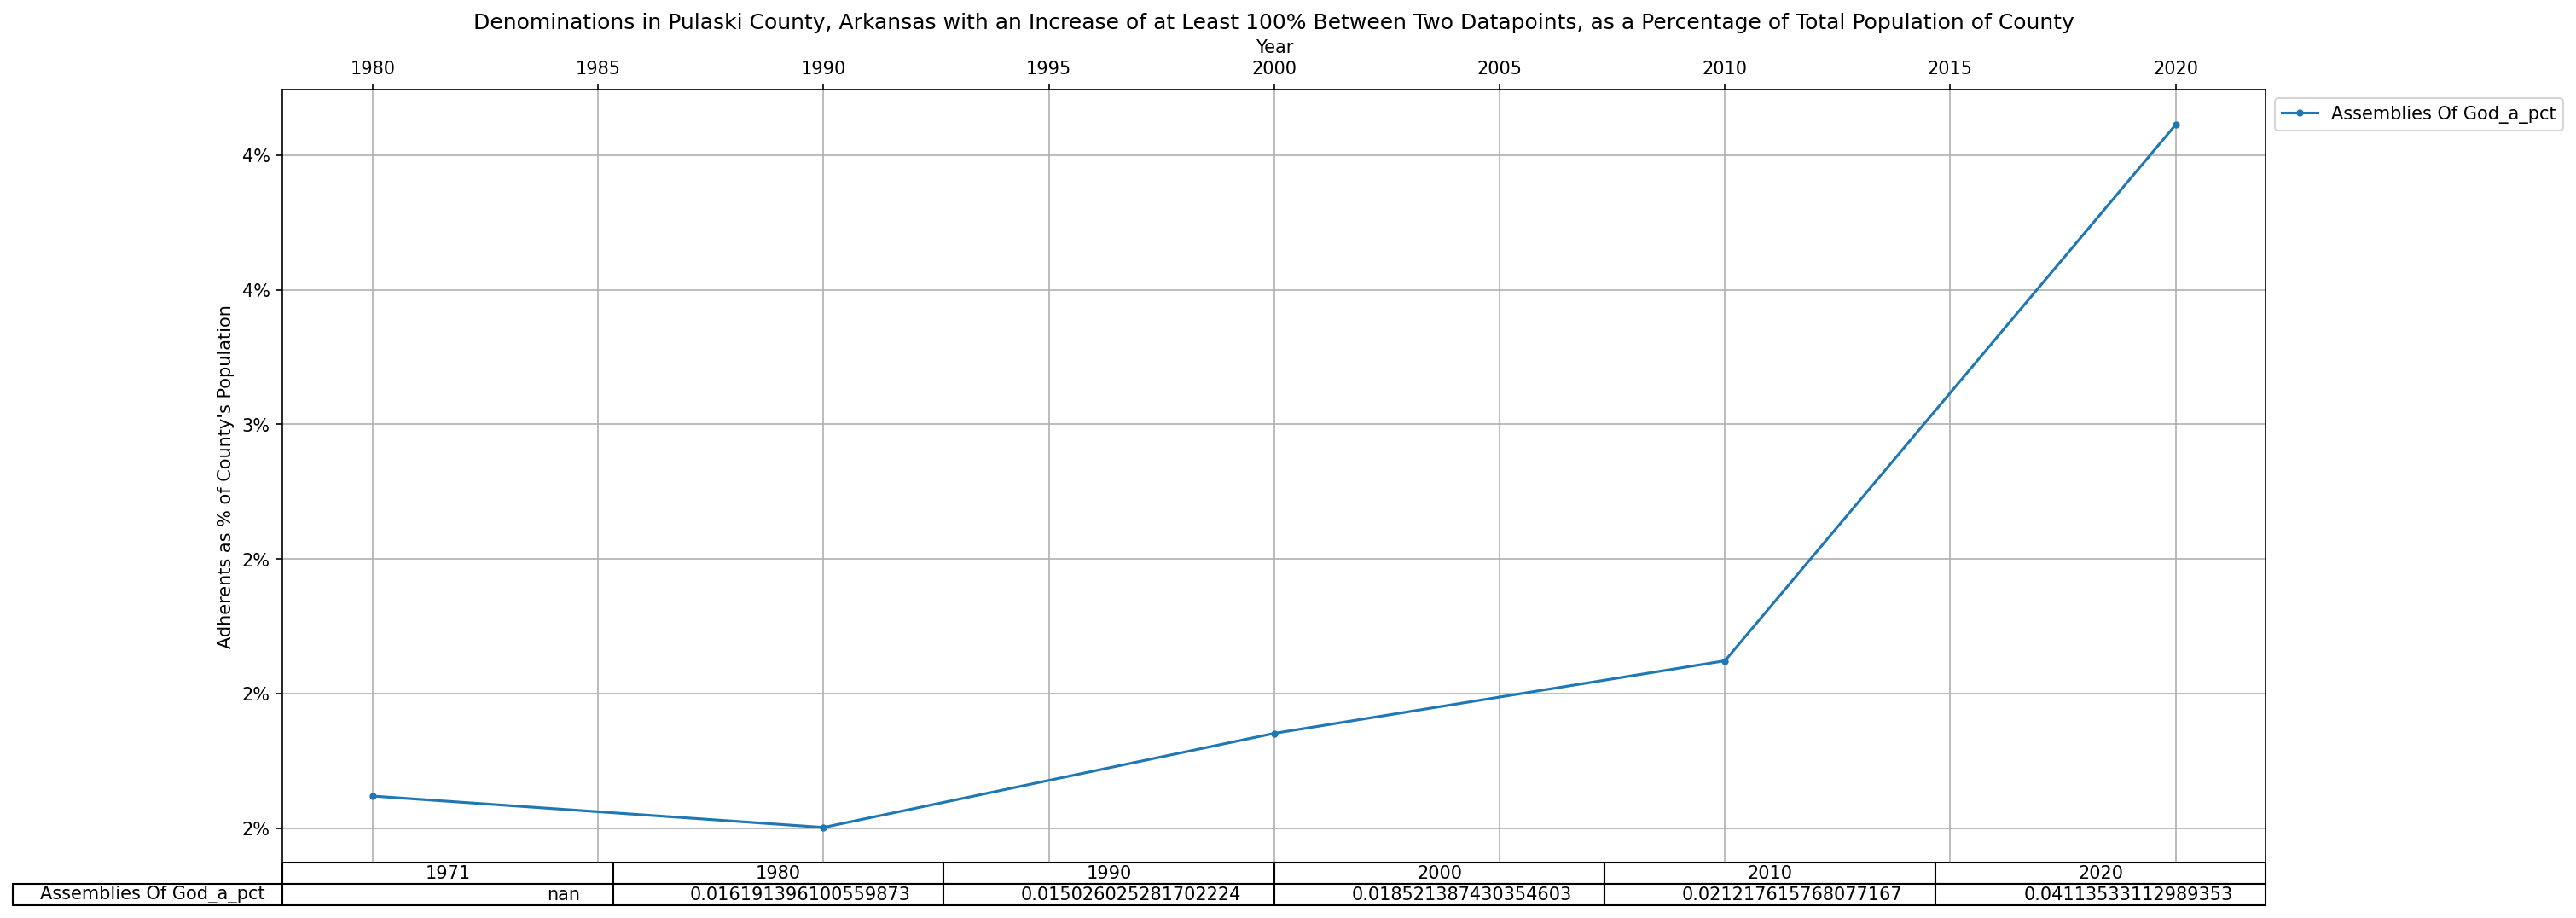 Denominations in Pulaski County, Arkansas with an Increase of at Least 100% Between Two Datapoints, as a Percentage of Total Population of County
Year
1980 1985 1990 1995 2000 2005 2010 2015 2020
Assemblies Of God_a_pct
4%
4%
3%
2%
2%
2%
Adherents as % of County's Population
1971 1980 1990 2000 2010 2020
Assemblies Of God_a_pct nan 0.016191396100559873 0.015026025281702224 0.018521387430354603 0.021217615768077167 0.04113533112989353